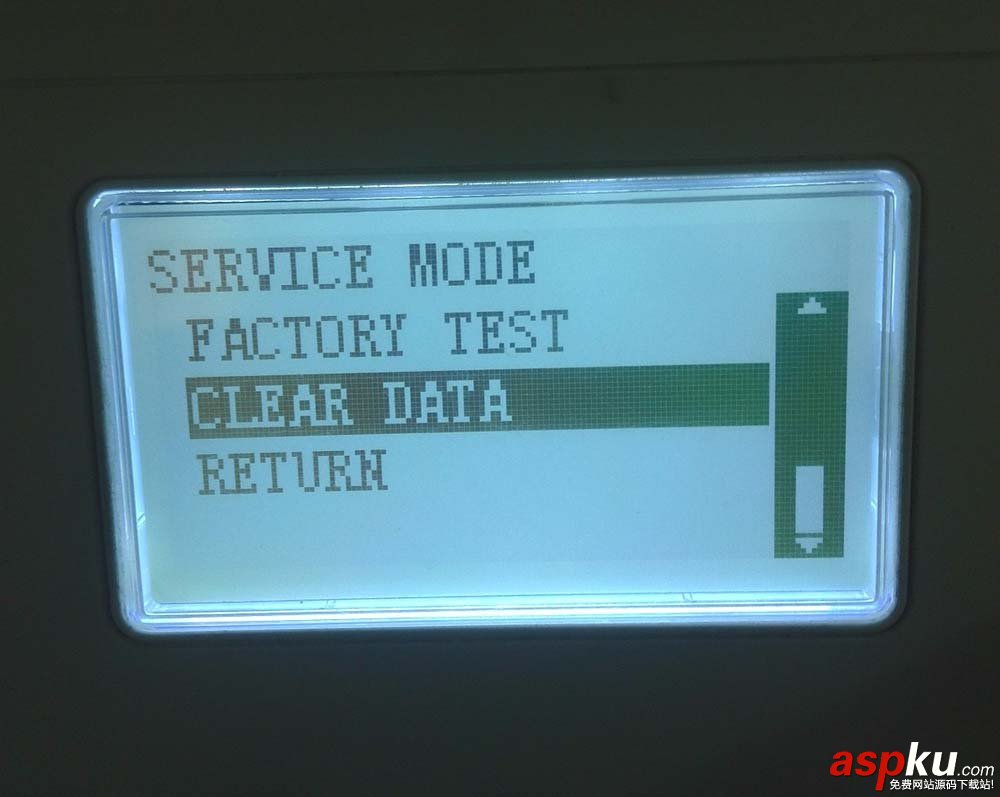 SERVICE MODE
FACTORY TEST
CLEAR DATA
RETURN
aspku.com
免费网站源码下载站!